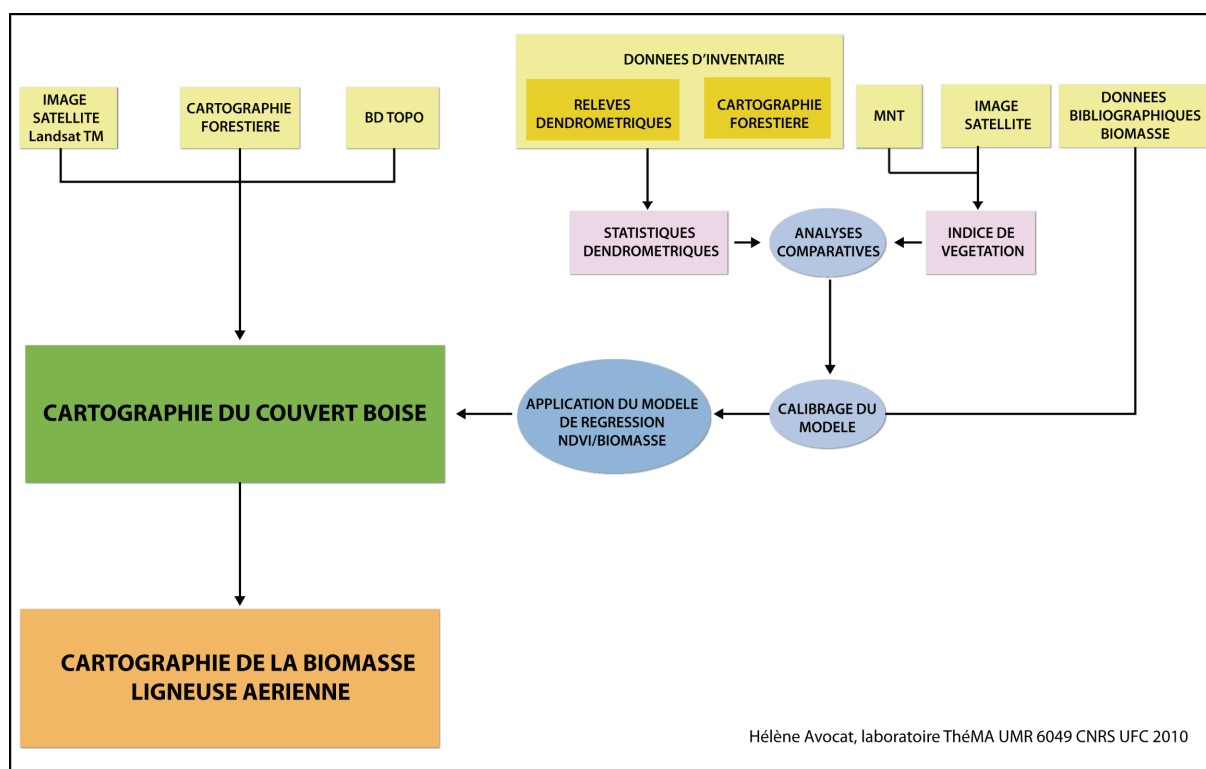 IMAGE
SATELLITE
Landsat TM
CARTOGRAPHIE
FORESTIERE
BD TOPO
DONNEES D'INVENTAIRE
RELEVES
DENDROMETRIQUES
CARTOGRAPHIE
FORESTIERE
MNT
IMAGE
SATELLITE
DONNEES
BIBLIOGRAPHIQUES
BIOMASSE
STATISTIQUES
DENDROMETRIQUES
ANALYSES
COMPARATIVES
INDICE DE
VEGETATION
CARTOGRAPHIE DU COUVERT BOISE
APPLICATION DU MODELE
DE REGRESSION
NDVI/BIOMASSE
CALIBRAGE DU
MODELE
CARTOGRAPHIE DE LA BIOMASSE
LIGNEUSE AERIENNE
Hélène Avocat, laboratoire ThéMA UMR 6049 CNRS UFC 2010